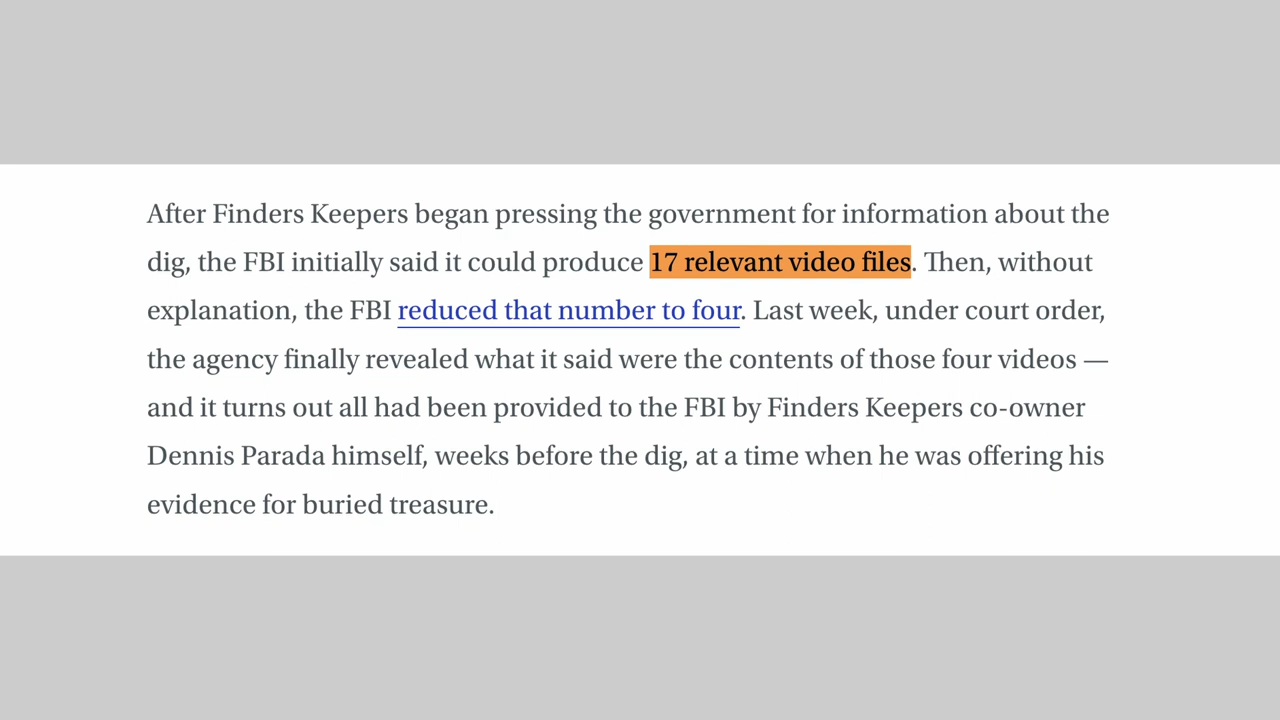 After Finders Keepers began pressing the government for information about the
dig, the FBI initially said it could produce 17 relevant video files. Then, without
explanation, the FBI reduced that number to four. Last week, under court order,
the agency finally revealed what it said were the contents of those four videos —
and it turns out all had been provided to the FBI by Finders Keepers co-owner
Dennis Parada himself, weeks before the dig, at a time when he was offering his
evidence for buried treasure.